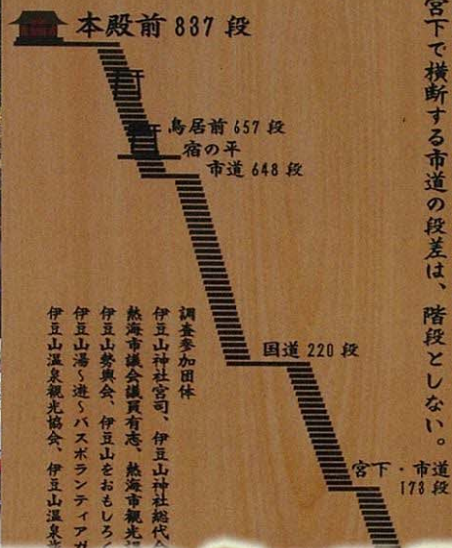 宮下で横断する市道の段差は、階段としない。
本殿前 837 段
鳥居前 657 段
宿の平
市道 648 段
国道 220 段
宮下・市道
173 段
調査参加団体
伊豆山神社宮司、伊豆山神社総代会
熱海市議会議員有志、熱海市観光
伊豆山勢興会、伊豆山をおもしろく
伊豆山湯～遊～バスボランティアガ
伊豆山温泉観光協会、伊豆山温泉